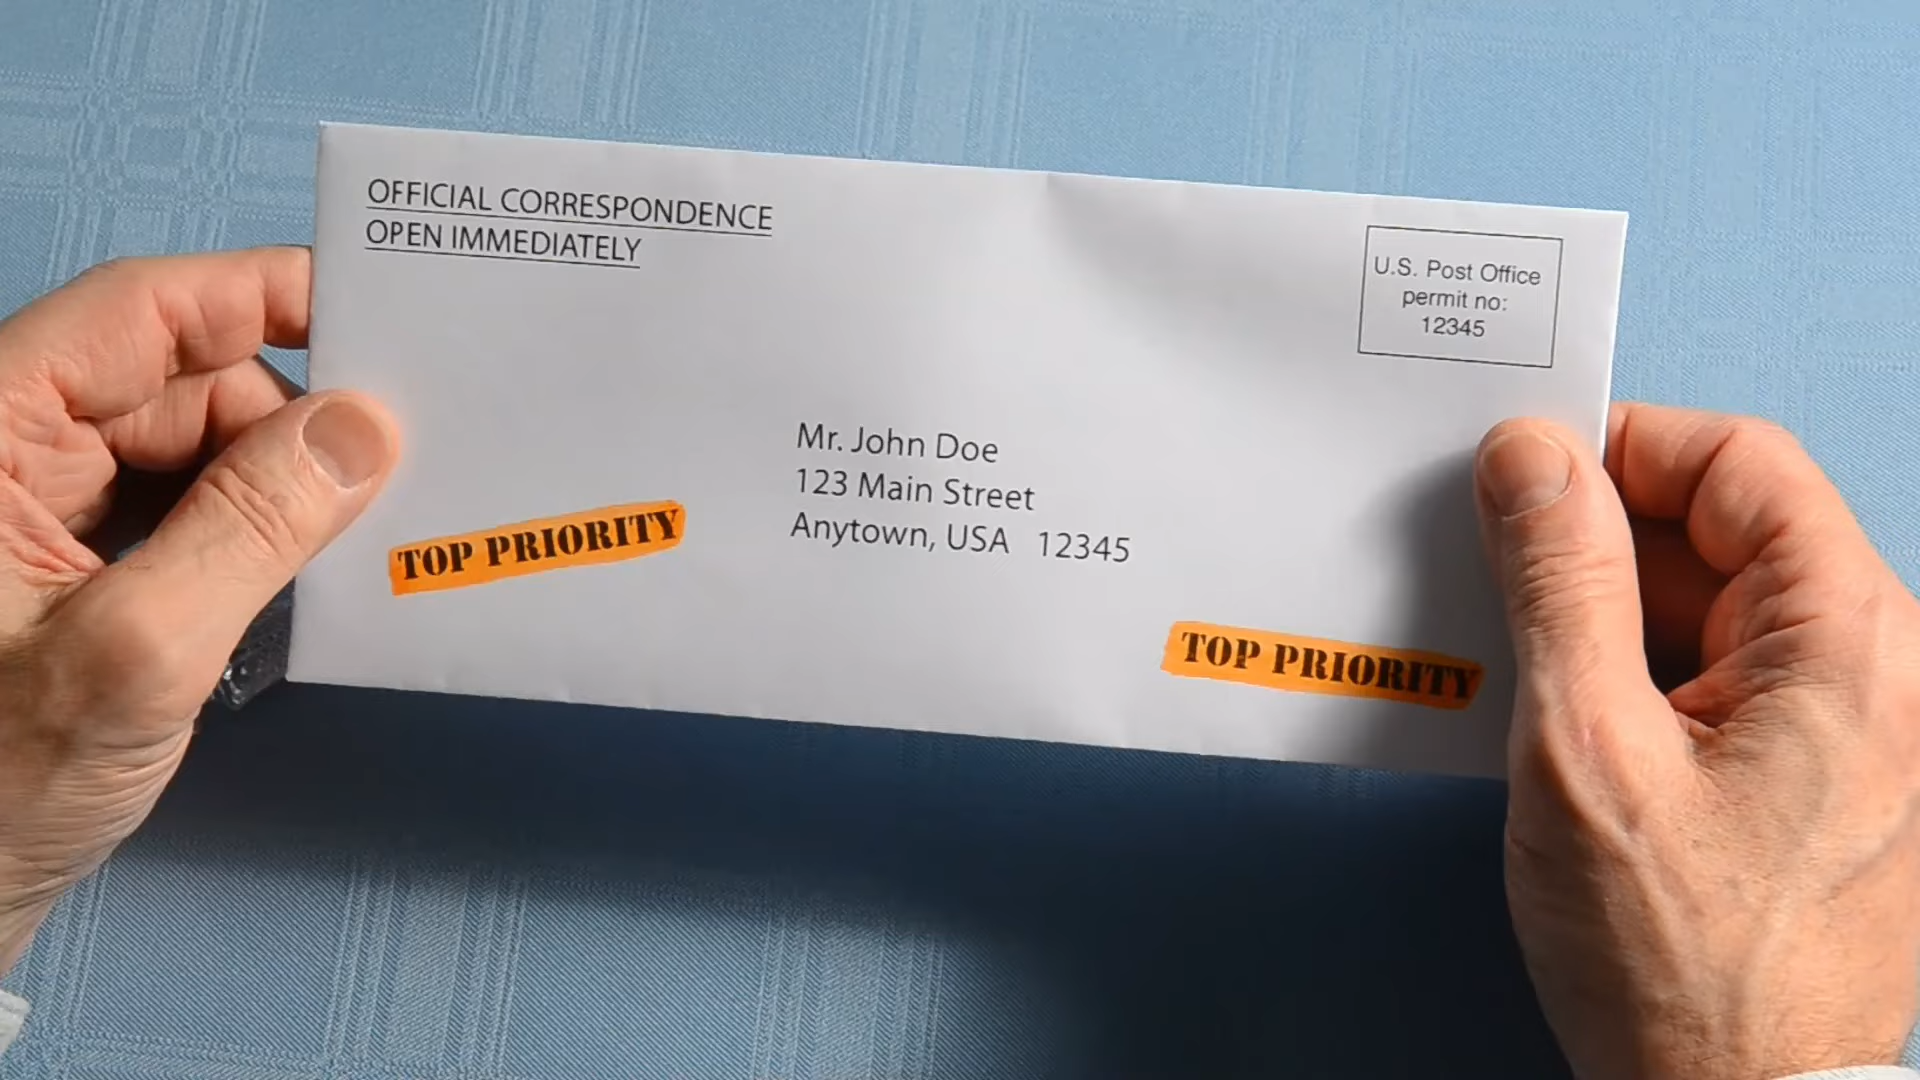 OFFICIAL CORRESPONDENCE
OPEN IMMEDIATELY
U.S. Post Office
permit no:
12345
Mr. John Doe
123 Main Street
Anytown, USA 12345
TOP PRIORITY
TOP PRIORITY